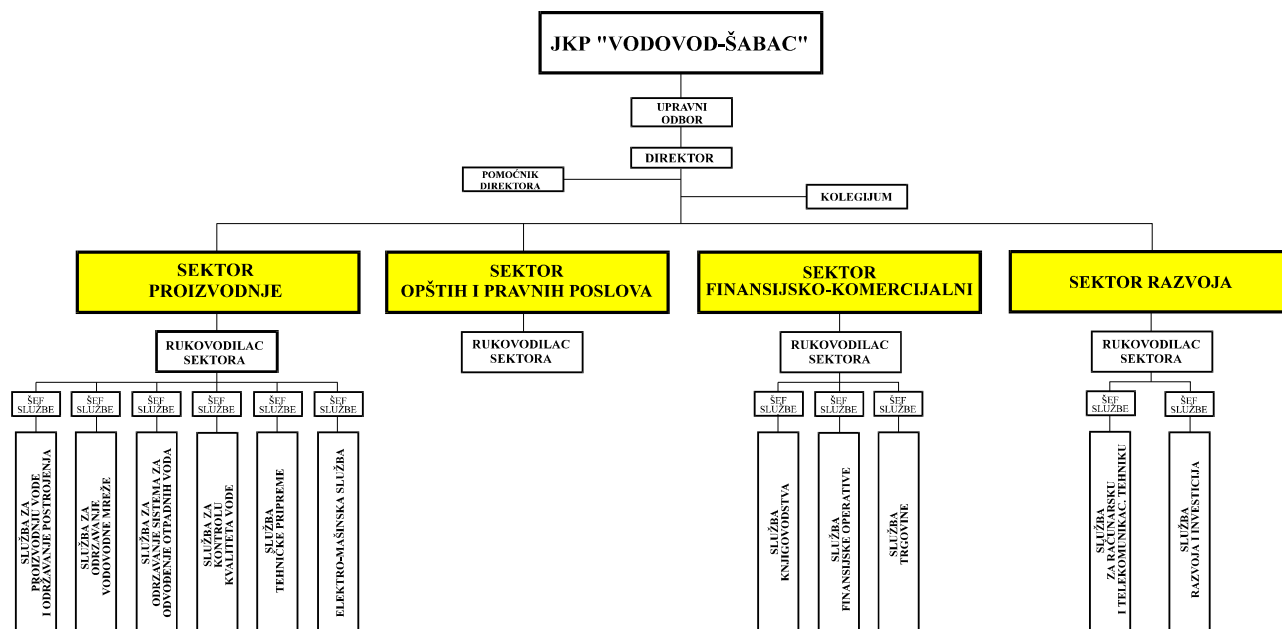 JKP "VODOVOD-ŠABAC"
UPRAVNI
ODBOR
DIREKTOR
POMOĆNIK
DIREKTORA
KOLEGIJUM
SEKTOR
PROIZVODNJE
SEKTOR
OPŠTIH I PRAVNIH POSLOVA
SEKTOR
FINANSIJSKO-KOMERCIJALNI
SEKTOR RAZVOJA
RUKOVODILAC
SEKTORA
RUKOVODILAC
SEKTORA
RUKOVODILAC
SEKTORA
RUKOVODILAC
SEKTORA
ŠEF
SLUŽBE
ŠEF
SLUŽBE
ŠEF
SLUŽBE
ŠEF
SLUŽBE
ŠEF
SLUŽBE
ŠEF
SLUŽBE
ŠEF
SLUŽBE
ŠEF
SLUŽBE
ŠEF
SLUŽBE
ŠEF
SLUŽBE
ŠEF
SLUŽBE
SLUŽBA ZA
PROIZVODNJU VODE
I ODRŽAVANJE POSTROJENJA
SLUŽBA ZA
ODRZAVANJE
VODOVODNE MREŽE
SLUŽBA ZA
ODRZAVANJE SISTEMA ZA
ODVOĐENJE OTPADNIH VODA
SLUŽBA ZA
KONTROLU
KVALITETA VODE
SLUŽBA
TEHNIČKE PRIPREME
ELEKTRO-MAŠINSKA SLUŽBA
SLUŽBA
KNJIGOVODSTVA
SLUŽBA
FINANSIJSKE OPERATIVE
SLUŽBA
TRGOVINE
SLUŽBA
ZA RAČUNARSKU
I TELEKOMUNIKAC. TEHNIKU
SLUŽBA
RAZVOJA I INVESTICIJA